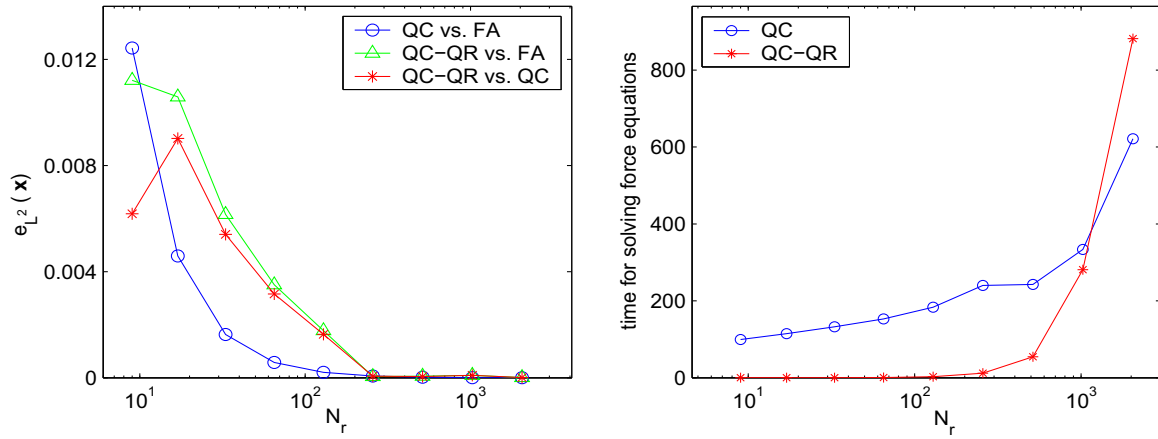 QC vs. FA
QC−QR vs. FA
QC−QR vs. QC
0.012
0.008
0.004
0
10^1
10^2
10^3
N_r
e_{L^2} ( x )
QC
QC−QR
800
600
400
200
0
10^1
10^2
10^3
N_r
time for solving force equations